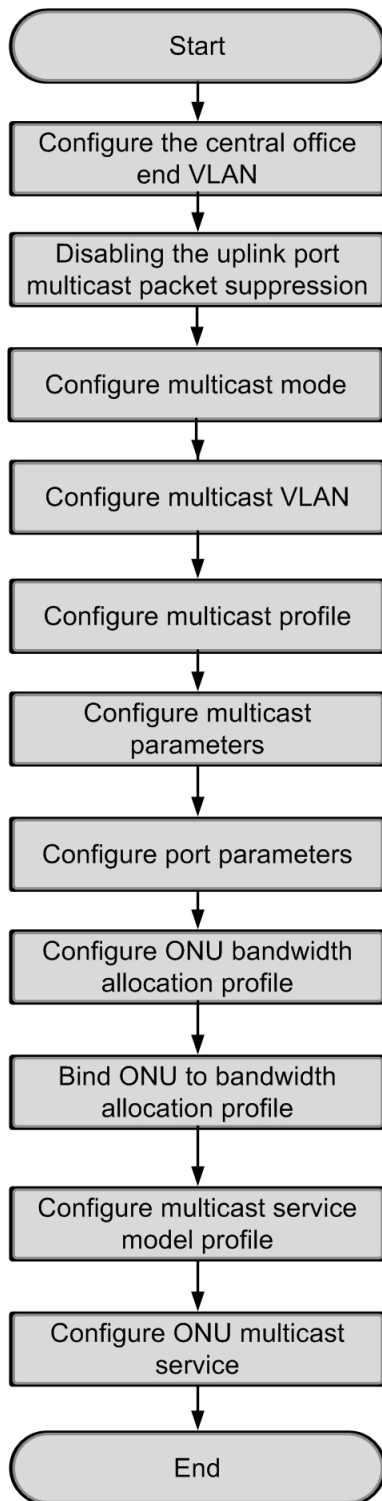 Start
Configure the central office
end VLAN
Disabling the uplink port
multicast packet suppression
Configure multicast mode
Configure multicast VLAN
Configure multicast profile
Configure multicast
parameters
Configure port parameters
Configure ONU bandwidth
allocation profile
Bind ONU to bandwidth
allocation profile
Configure multicast service
model profile
Configure ONU multicast
service
End